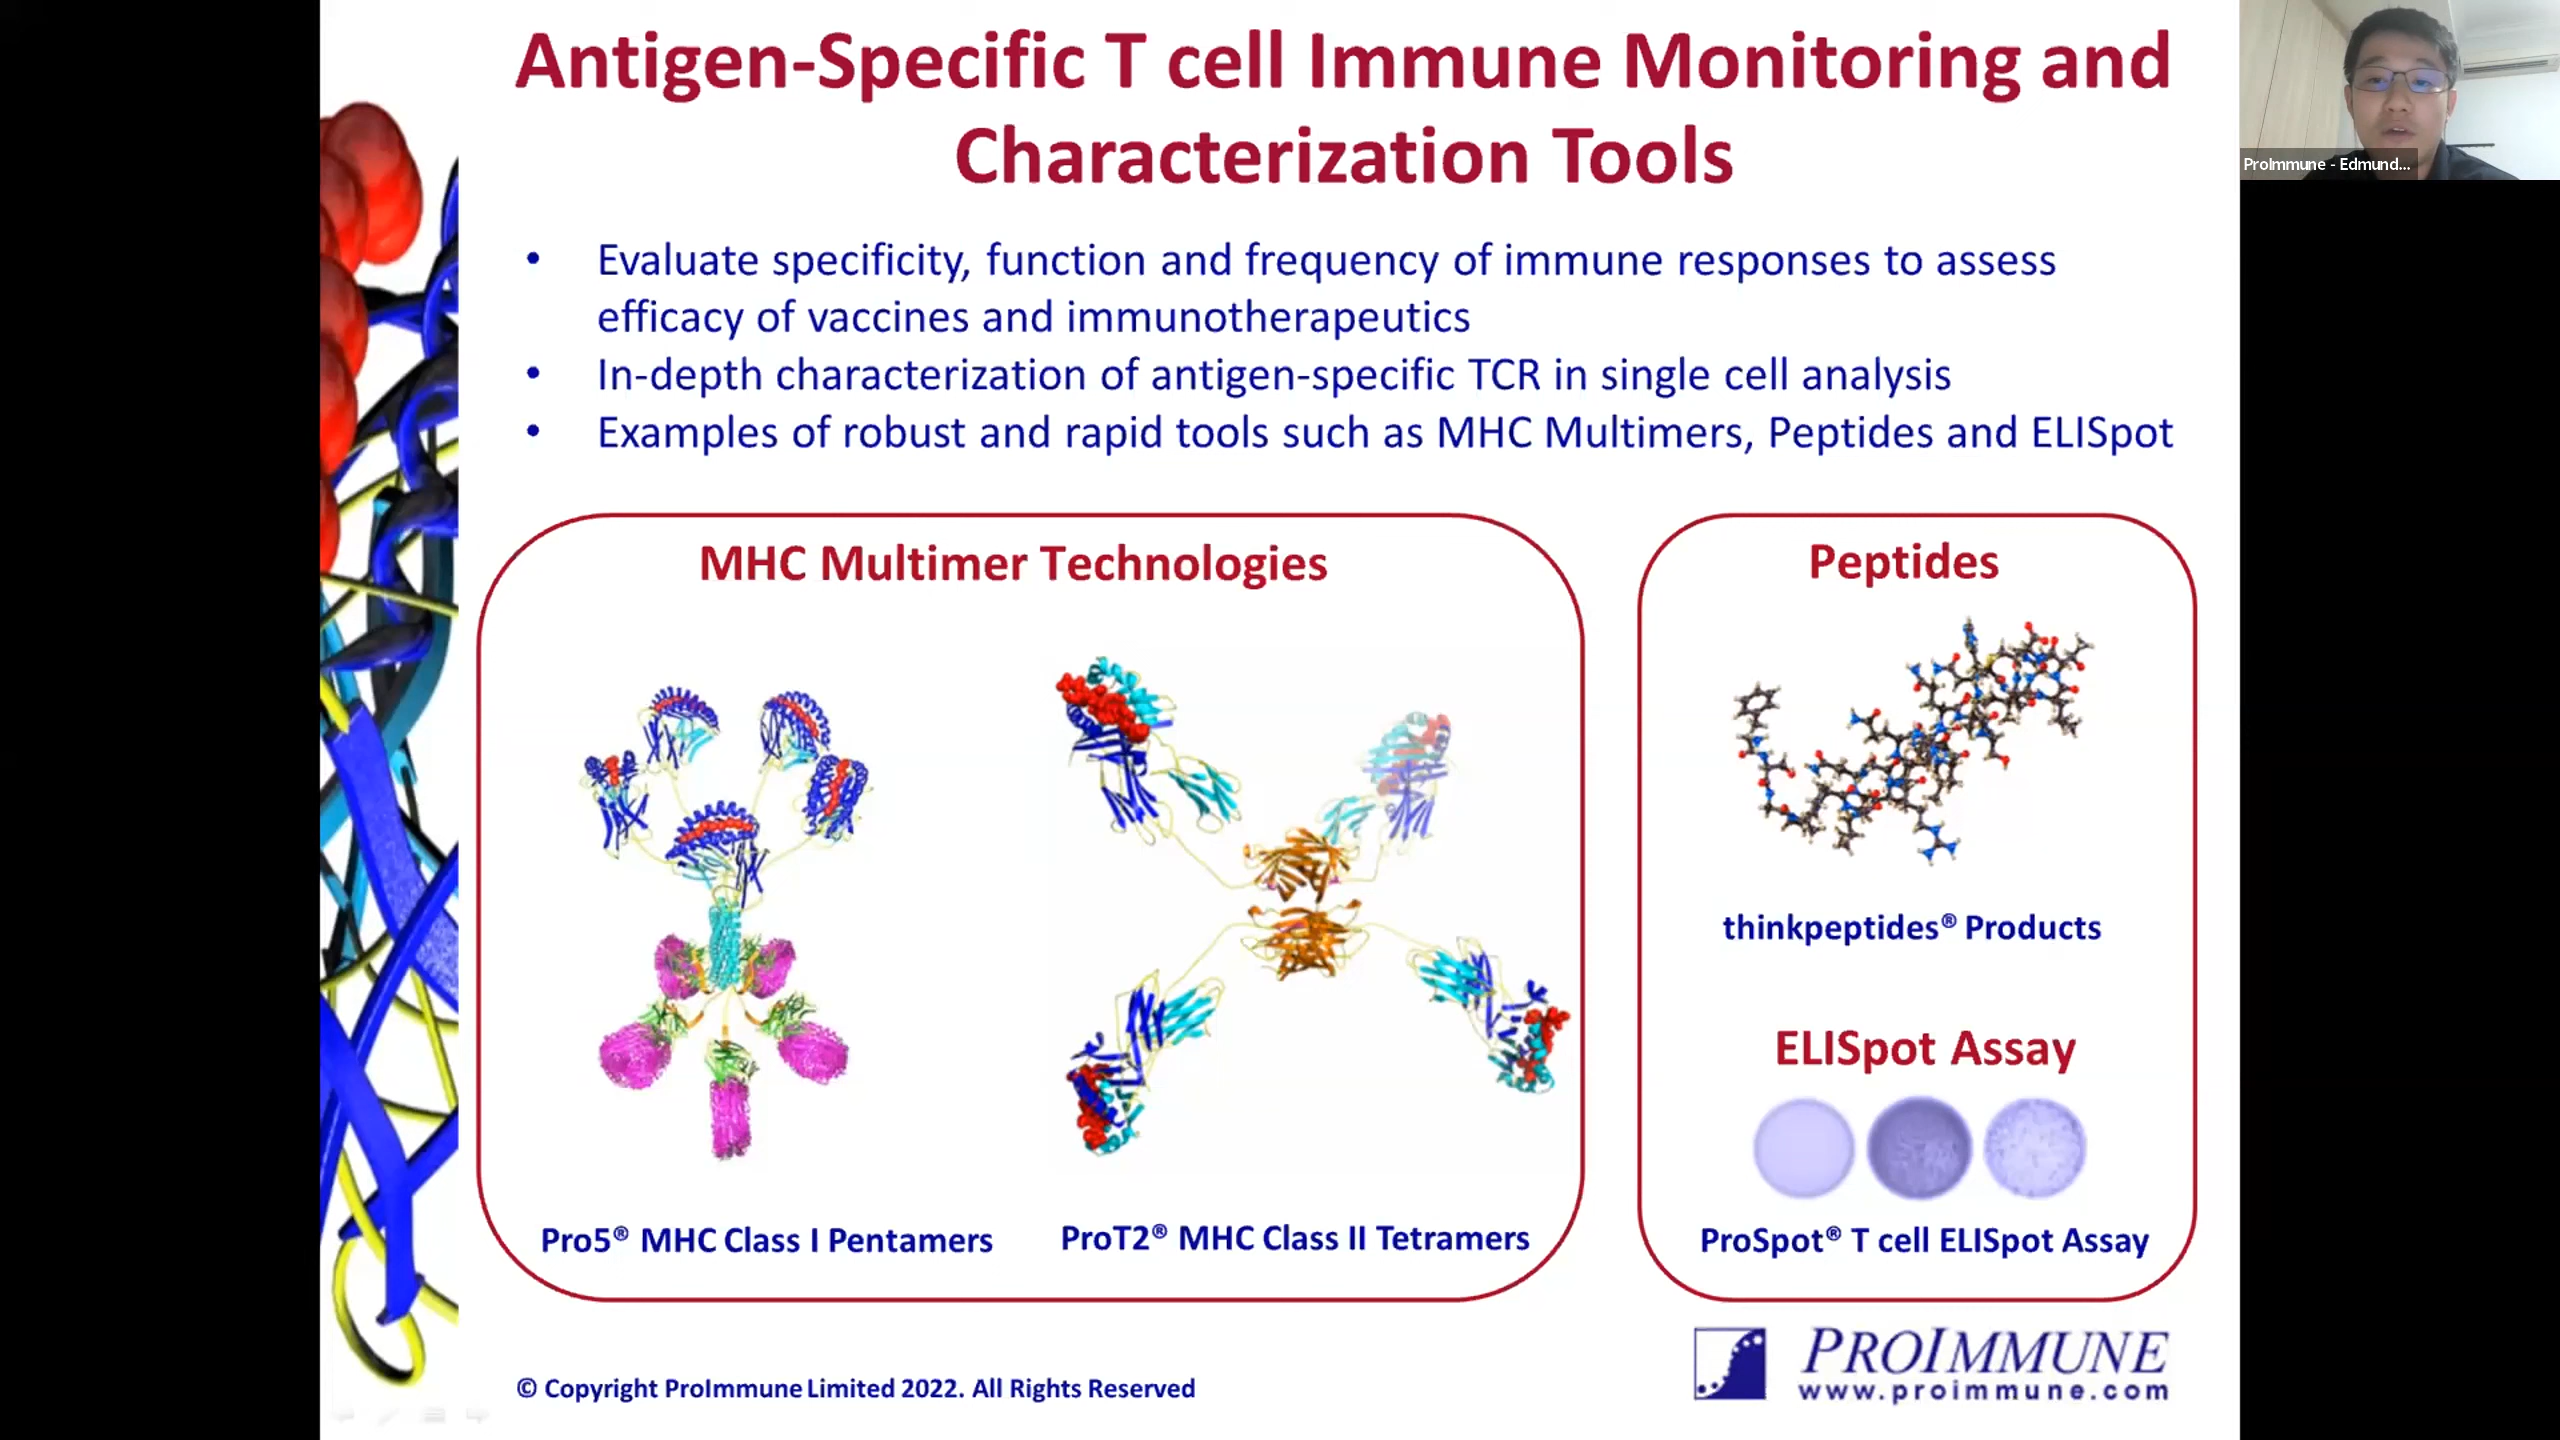 Antigen-Specific T cell Immune Monitoring and
Characterization Tools
ProImmune - Edmund...
• Evaluate specificity, function and frequency of immune responses to assess
efficacy of vaccines and immunotherapeutics
• In-depth characterization of antigen-specific TCR in single cell analysis
• Examples of robust and rapid tools such as MHC Multimers, Peptides and ELISpot
MHC Multimer Technologies
Pro5® MHC Class I Pentamers
ProT2® MHC Class II Tetramers
Peptides
thinkpeptides® Products
ELISpot Assay
ProSpot® T cell ELISpot Assay
© Copyright ProImmune Limited 2022. All Rights Reserved
PROIMMUNE
www.proimmune.com